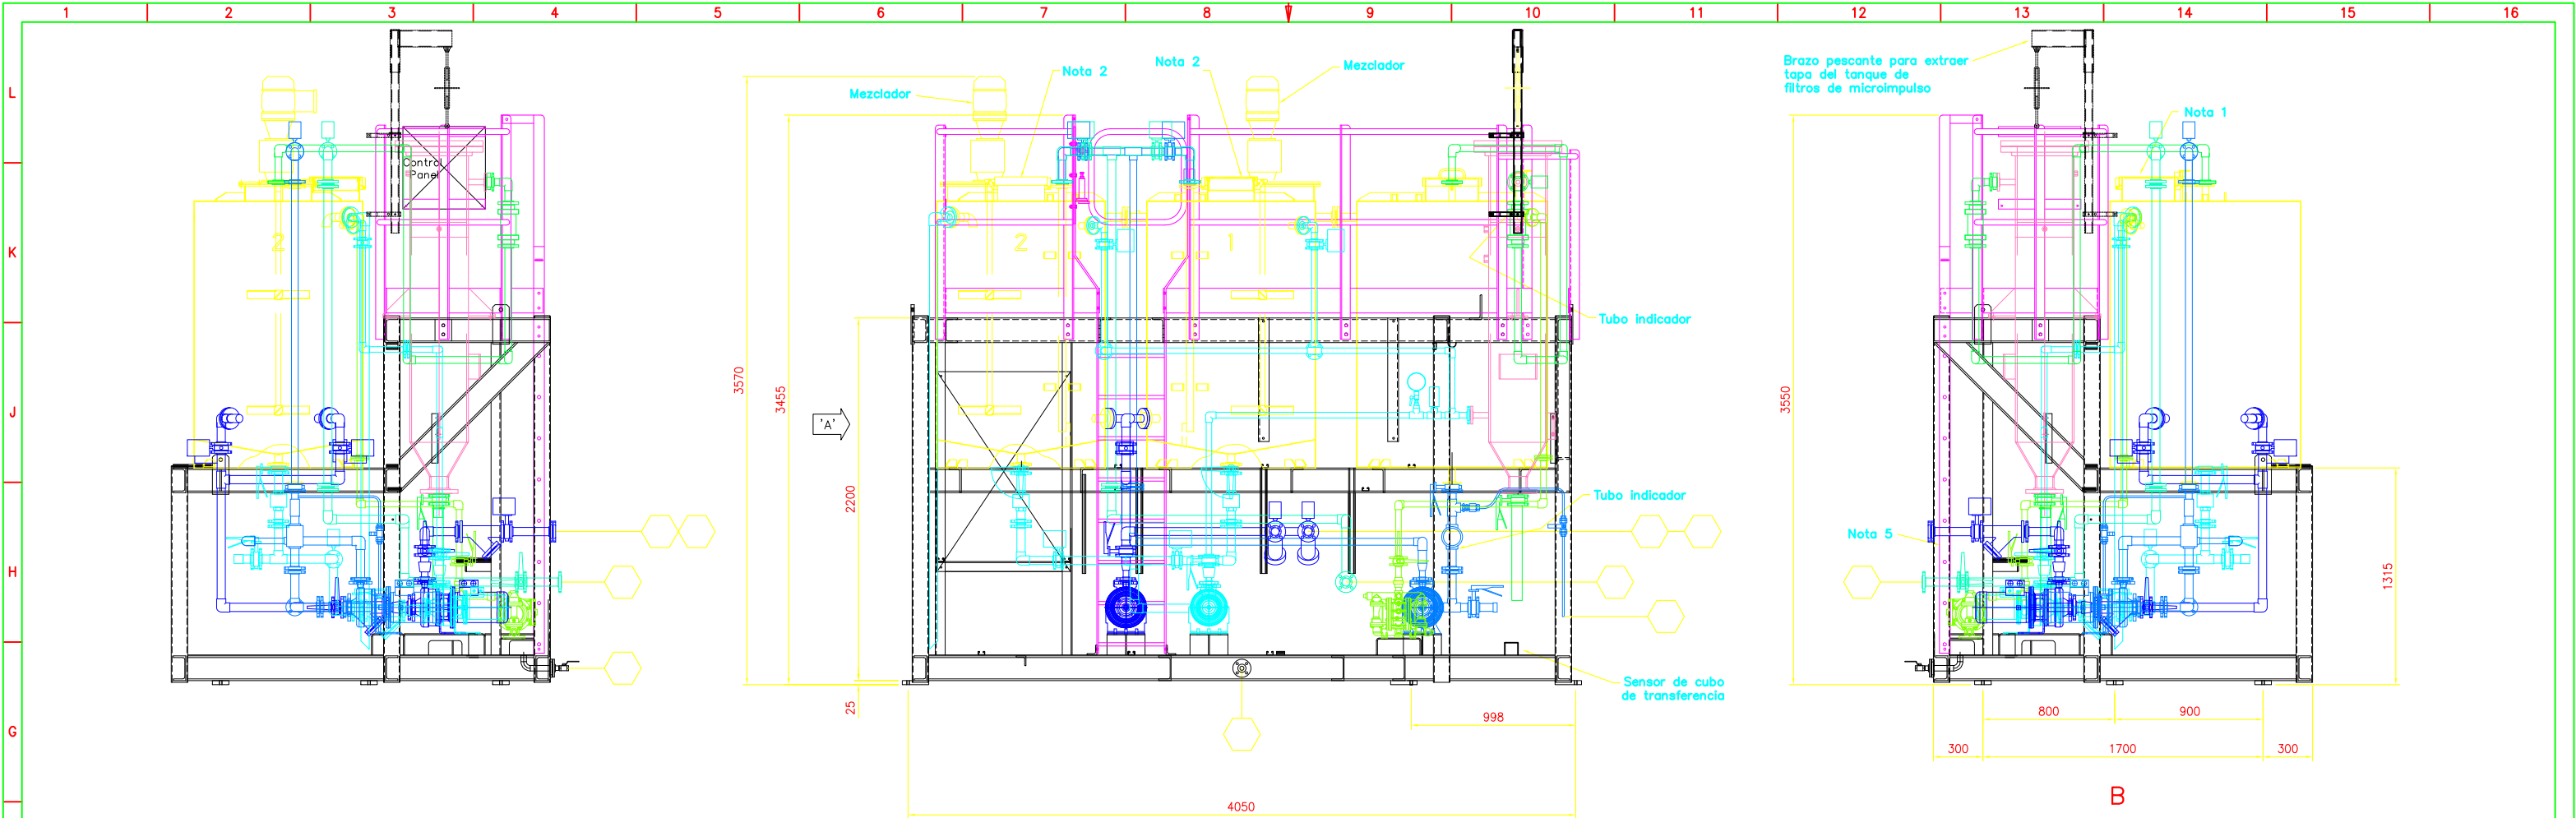 1 2 3 4 5 6 7 8 9 10 11 12 13 14 15 16
L
K
J
H
G
Control
Panel
2
Mezclador
Nota 2
Nota 2
Mezclador
2
1
Tubo indicador
Tubo indicador
Sensor de cubo
de transferencia
'A'
3570
3455
2200
25
998
4050
Brazo pescante para extraer
tapa del tanque de
filtros de microimpulso
Nota 1
Nota 5
3550
1315
800
900
300
1700
300
B